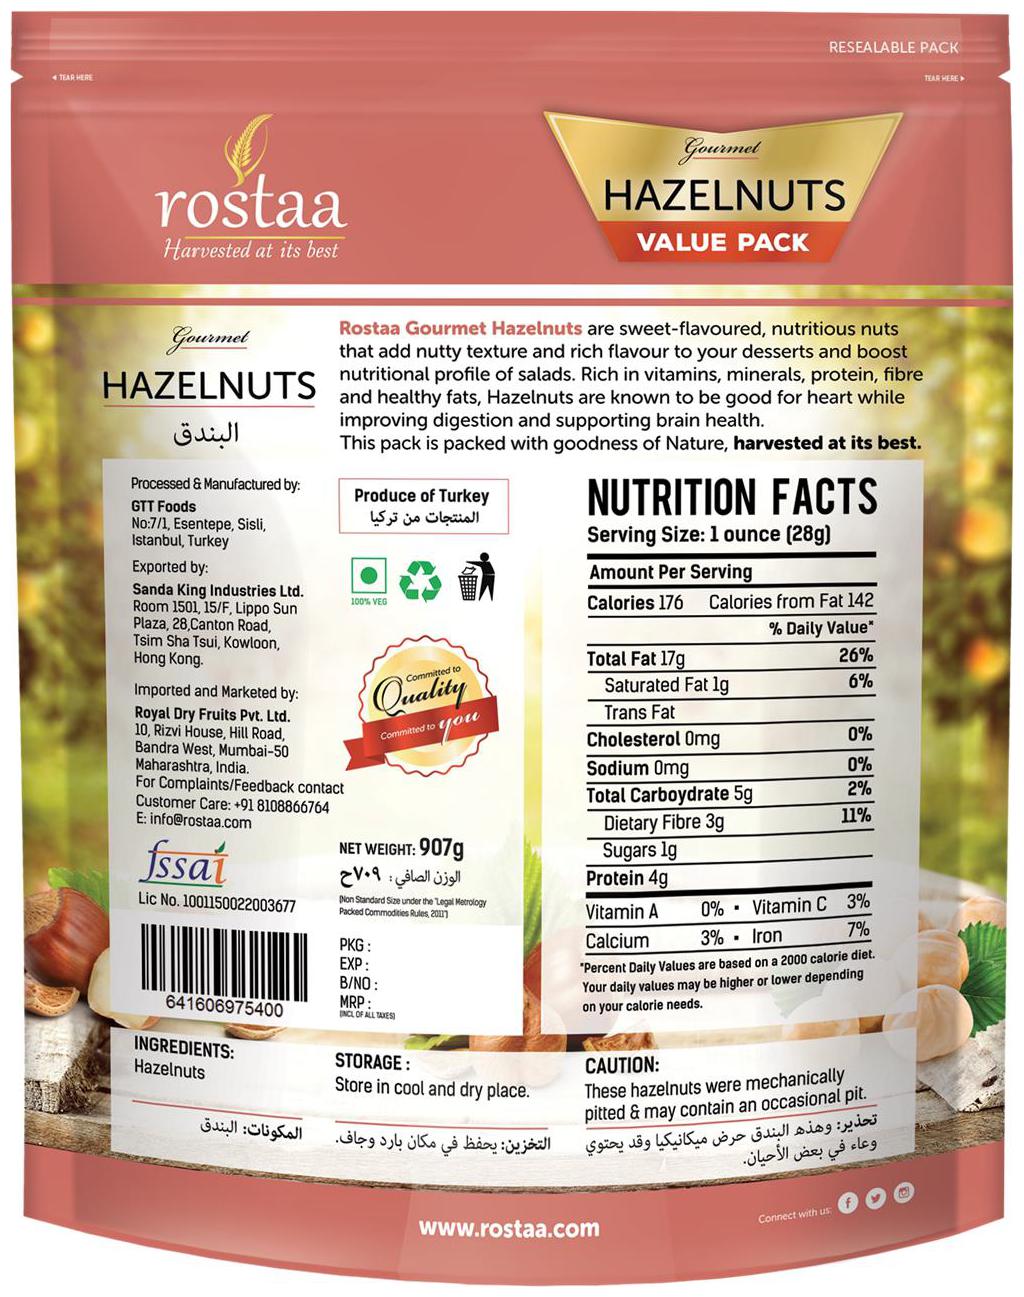 RESEALABLE PACK
TEAR HERE
TEAR HERE
rostaa
Harvested at its best
Gourmet
HAZELNUTS
VALUE PACK
Gourmet
HAZELNUTS
البندق
Rostaa Gourmet Hazelnuts are sweet-flavoured, nutritious nuts
that add nutty texture and rich flavour to your desserts and boost
nutritional profile of salads. Rich in vitamins, minerals, protein, fibre
and healthy fats, Hazelnuts are known to be good for heart while
improving digestion and supporting brain health.
This pack is packed with goodness of Nature, harvested at its best.
Processed & Manufactured by:
GTT Foods
No:7/1, Esentepe, Sisli,
Istanbul, Turkey
Exported by:
Sanda King Industries Ltd.
Room 1501, 15/F, Lippo Sun
Plaza, 28,Canton Road,
Tsim Sha Tsui, Kowloon,
Hong Kong.
Imported and Marketed by:
Royal Dry Fruits Pvt. Ltd.
10, Rizvi House, Hill Road,
Bandra West, Mumbai-50
Maharashtra, India.
For Complaints/Feedback contact
Customer Care: +91 8108866764
E: info@rostaa.com
fssai
Lic No. 1001150022003677
641606975400
Produce of Turkey
المنتجات من تركيا
100% VEG
Committed to
Quality
Committed to you
NET WEIGHT: 907g
الوزن الصافي : ٧٠٩ح
(Non Standard Size under the "Legal Metrology
Packed Commodities Rules, 2011")
PKG :
EXP :
B/NO :
MRP :
(INCL OF ALL TAXES)
NUTRITION FACTS
Serving Size: 1 ounce (28g)
Amount Per Serving
Calories 176 Calories from Fat 142
% Daily Value*
Total Fat 17g 26%
Saturated Fat 1g 6%
Trans Fat
Cholesterol 0mg 0%
Sodium 0mg 0%
Total Carboydrate 5g 2%
Dietary Fibre 3g 11%
Sugars 1g
Protein 4g
Vitamin A 0% • Vitamin C 3%
Calcium 3% • Iron 7%
*Percent Daily Values are based on a 2000 calorie diet.
Your daily values may be higher or lower depending
on your calorie needs.
INGREDIENTS:
Hazelnuts
المكونات: البندق
STORAGE :
Store in cool and dry place.
التخزين: يحفظ في مكان بارد وجاف.
CAUTION:
These hazelnuts were mechanically
pitted & may contain an occasional pit.
تحذير: وهذه البندق حرض ميكانيكيا وقد يحتوي
وعاء في بعض الأحيان.
www.rostaa.com
Connect with us: